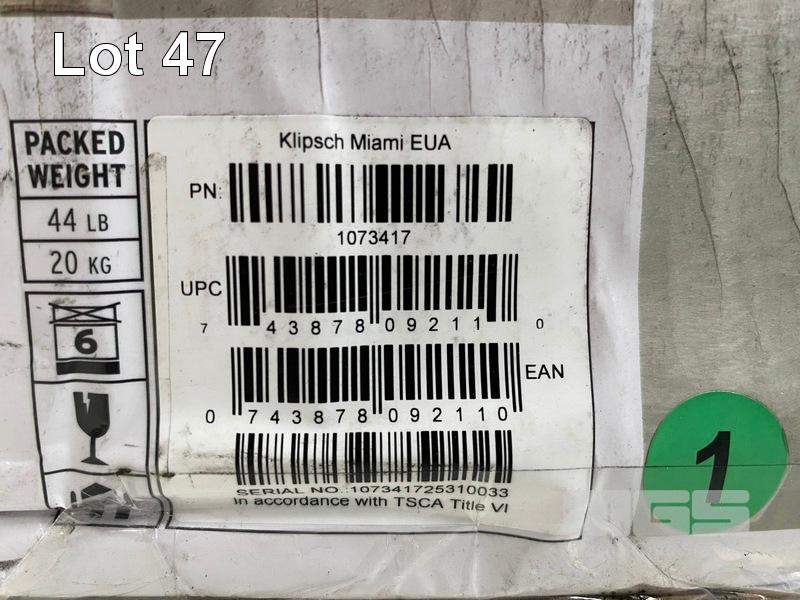 Lot 47
PACKED
WEIGHT
44 LB
20 KG
6
Klipsch Miami EUA
PN:
1073417
UPC
7 43878 09211 0
EAN
0 743878 092110
SERIAL NO.:107341725310033
In accordance with TSCA Title VI
1
GS